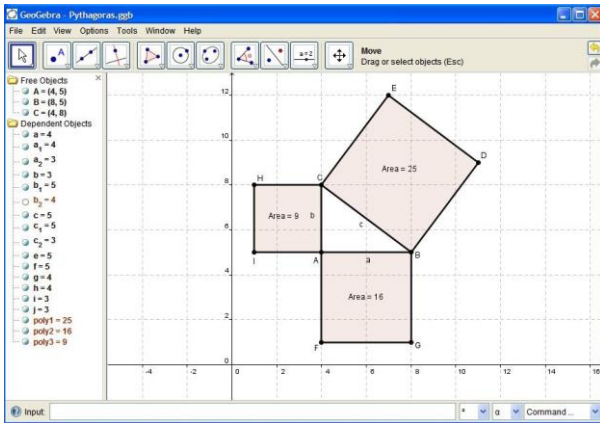 GeoGebra - Pythagoras.ggb
File Edit View Options Tools Window Help
A
a = 2
Move
Drag or select objects (Esc)
Free Objects
A = (4, 5)
B = (8, 5)
C = (4, 8)
Dependent Objects
a = 4
a₁ = 4
a₂ = 3
b = 3
b₁ = 5
b₂ = 4
c = 5
c₁ = 5
c₂ = 3
e = 5
f = 5
g = 4
h = 4
i = 3
j = 3
poly1 = 25
poly2 = 16
poly3 = 9
12
10
8
6
4
2
0
E
D
Area = 25
H
C
Area = 9
b
c
I
A
a
B
Area = 16
F
G
-4 -2 0 2 4 6 8 10 12 14 16
Input:
α
Command...